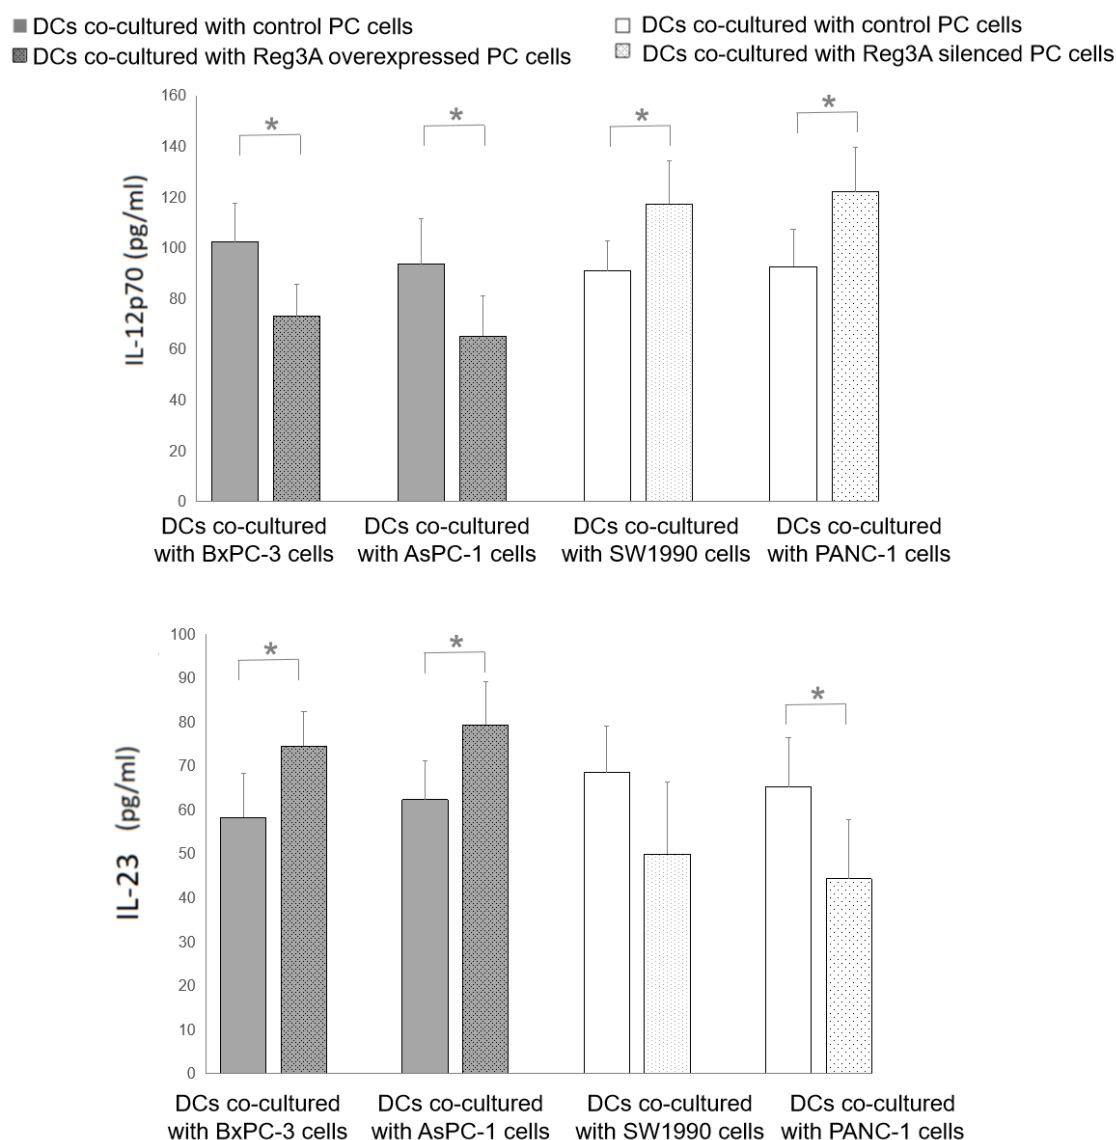 DCs co-cultured with control PC cells
DCs co-cultured with Reg3A overexpressed PC cells
DCs co-cultured with control PC cells
DCs co-cultured with Reg3A silenced PC cells
IL-12p70 (pg/ml)
160
140
120
100
80
60
40
20
0
*
*
*
*
DCs co-cultured
with BxPC-3 cells
DCs co-cultured
with AsPC-1 cells
DCs co-cultured
with SW1990 cells
DCs co-cultured
with PANC-1 cells
IL-23 (pg/ml)
100
90
80
70
60
50
40
30
20
10
0
*
*
*
DCs co-cultured
with BxPC-3 cells
DCs co-cultured
with AsPC-1 cells
DCs co-cultured
with SW1990 cells
DCs co-cultured
with PANC-1 cells